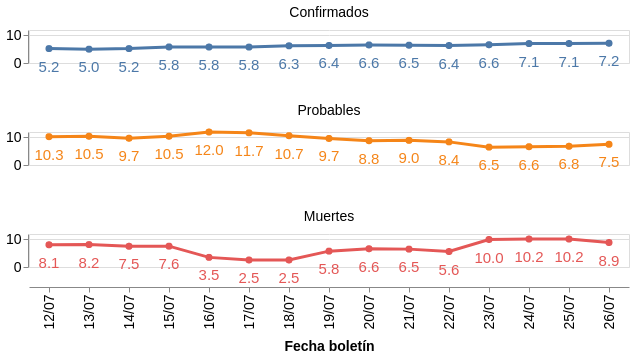 Confirmados
10
0
5.2 5.0 5.2 5.8 5.8 5.8 6.3 6.4 6.6 6.5 6.4 6.6 7.1 7.1 7.2
Probables
10
0
10.3 10.5 9.7 10.5 12.0 11.7 10.7 9.7 8.8 9.0 8.4 6.5 6.6 6.8 7.5
Muertes
10
0
8.1 8.2 7.5 7.6 3.5 2.5 2.5 5.8 6.6 6.5 5.6 10.0 10.2 10.2 8.9
12/07 13/07 14/07 15/07 16/07 17/07 18/07 19/07 20/07 21/07 22/07 23/07 24/07 25/07 26/07
Fecha boletín